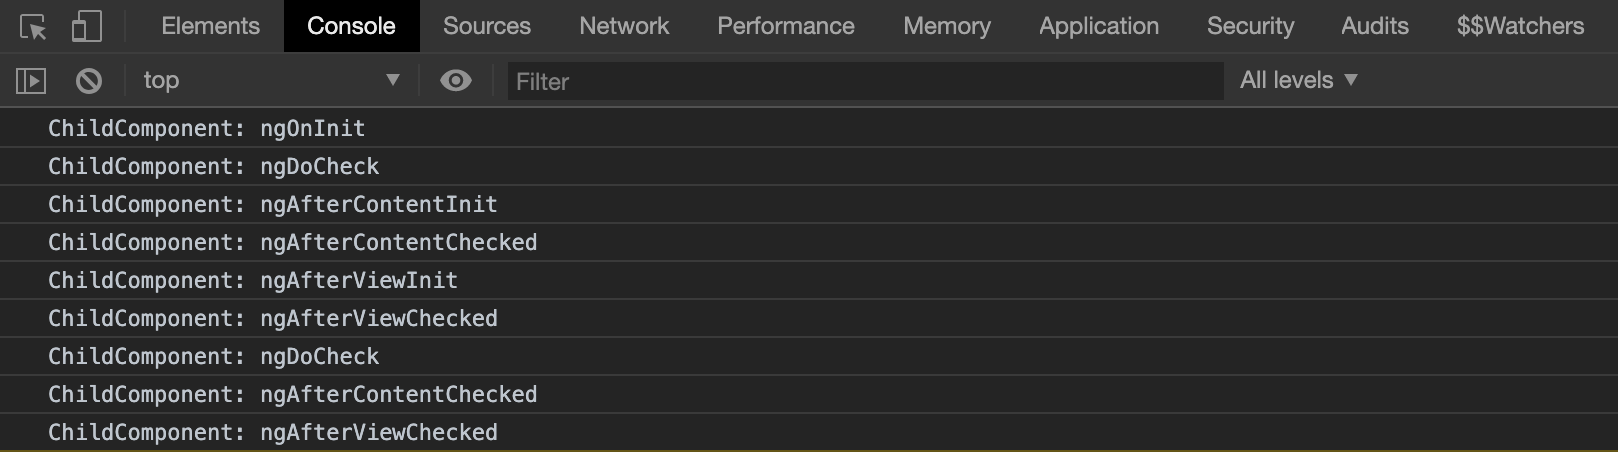 Elements Console Sources Network Performance Memory Application Security Audits $$Watchers
top Filter All levels
ChildComponent: ngOnInit
ChildComponent: ngDoCheck
ChildComponent: ngAfterContentInit
ChildComponent: ngAfterContentChecked
ChildComponent: ngAfterViewInit
ChildComponent: ngAfterViewChecked
ChildComponent: ngDoCheck
ChildComponent: ngAfterContentChecked
ChildComponent: ngAfterViewChecked